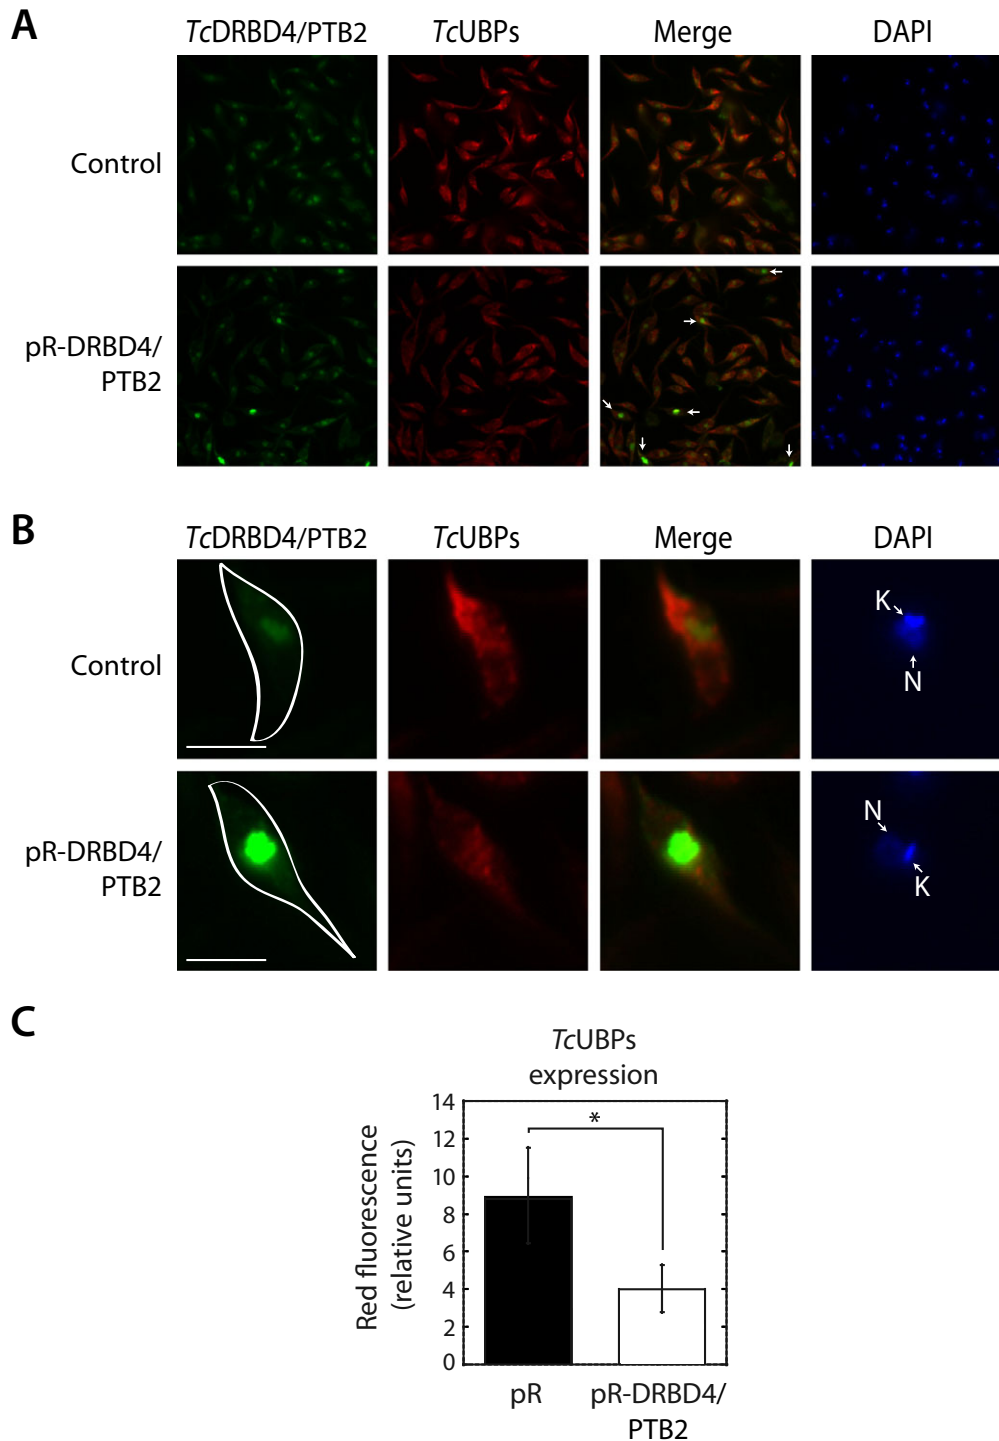 A
TcDRBD4/PTB2 TcUBPs Merge DAPI
Control
pR-DRBD4/
PTB2
B
TcDRBD4/PTB2 TcUBPs Merge DAPI
Control
K
N
pR-DRBD4/
PTB2
N
K
C
TcUBPs
expression
Red fluorescence
(relative units)
14
12
10
8
6
4
2
0
*
pR pR-DRBD4/
PTB2